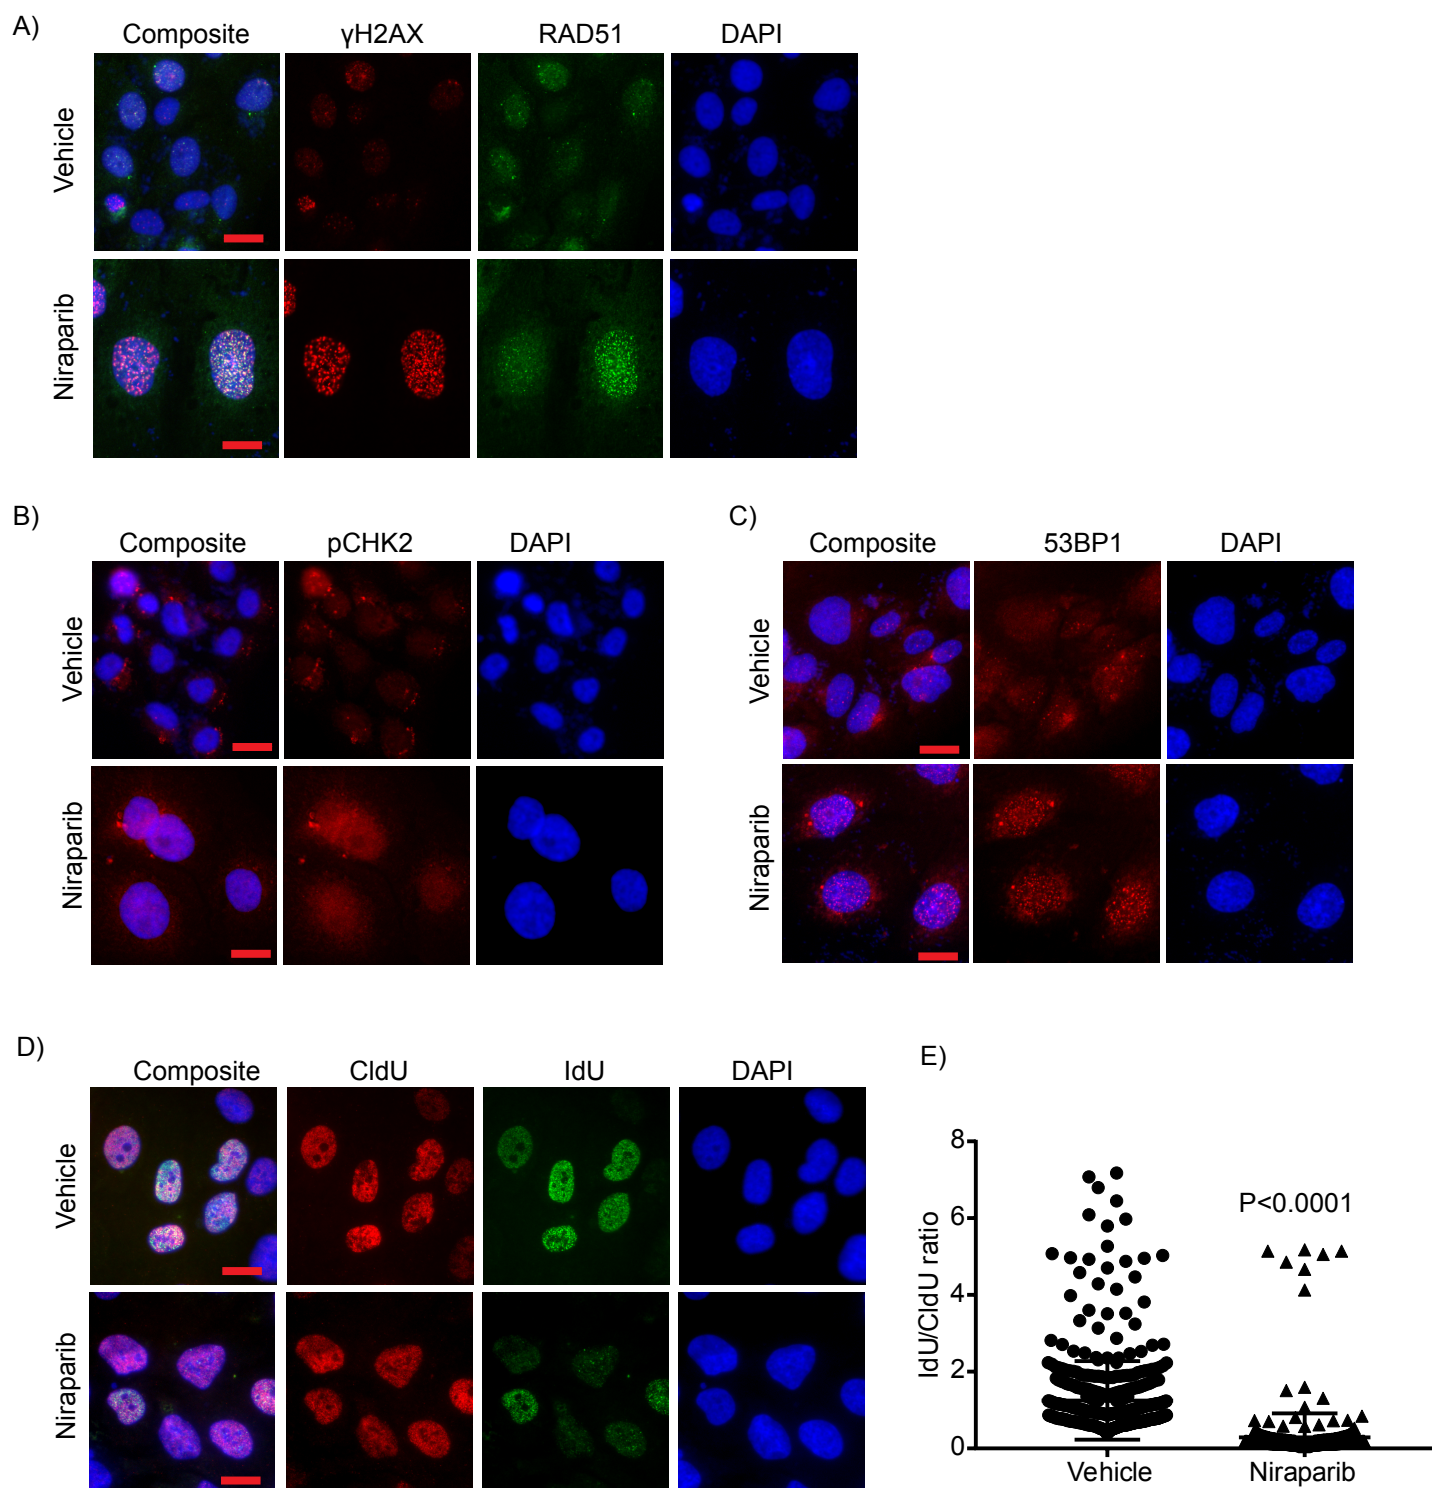 A)
Composite γH2AX RAD51 DAPI
Vehicle
Niraparib
B)
Composite pCHK2 DAPI
Vehicle
Niraparib
C)
Composite 53BP1 DAPI
Vehicle
Niraparib
D)
Composite CldU IdU DAPI
Vehicle
Niraparib
E)
IdU/CldU ratio
8
6
4
2
0
P<0.0001
Vehicle Niraparib